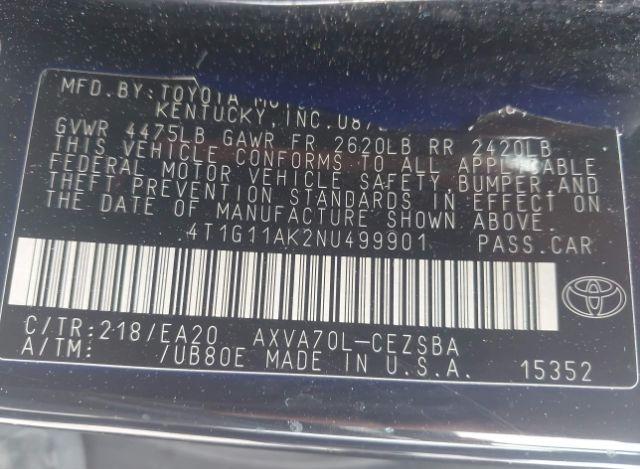 MFD.BY:TOYOTA
KENTUCKY,INC.
GVWR 4475LB GAWR FR 2620LB RR 2420LB
THIS VEHICLE CONFORMS TO ALL APPLICABLE
FEDERAL MOTOR VEHICLE SAFETY,BUMPER,AND
THEFT PREVENTION STANDARDS IN EFFECT ON
THE DATE OF MANUFACTURE SHOWN ABOVE.
4T1G11AK2NU499901 PASS.CAR
C/TR:218/EA20 AXVA70L-CEZSBA
A/TM: /UB80E MADE IN U.S.A. 15352